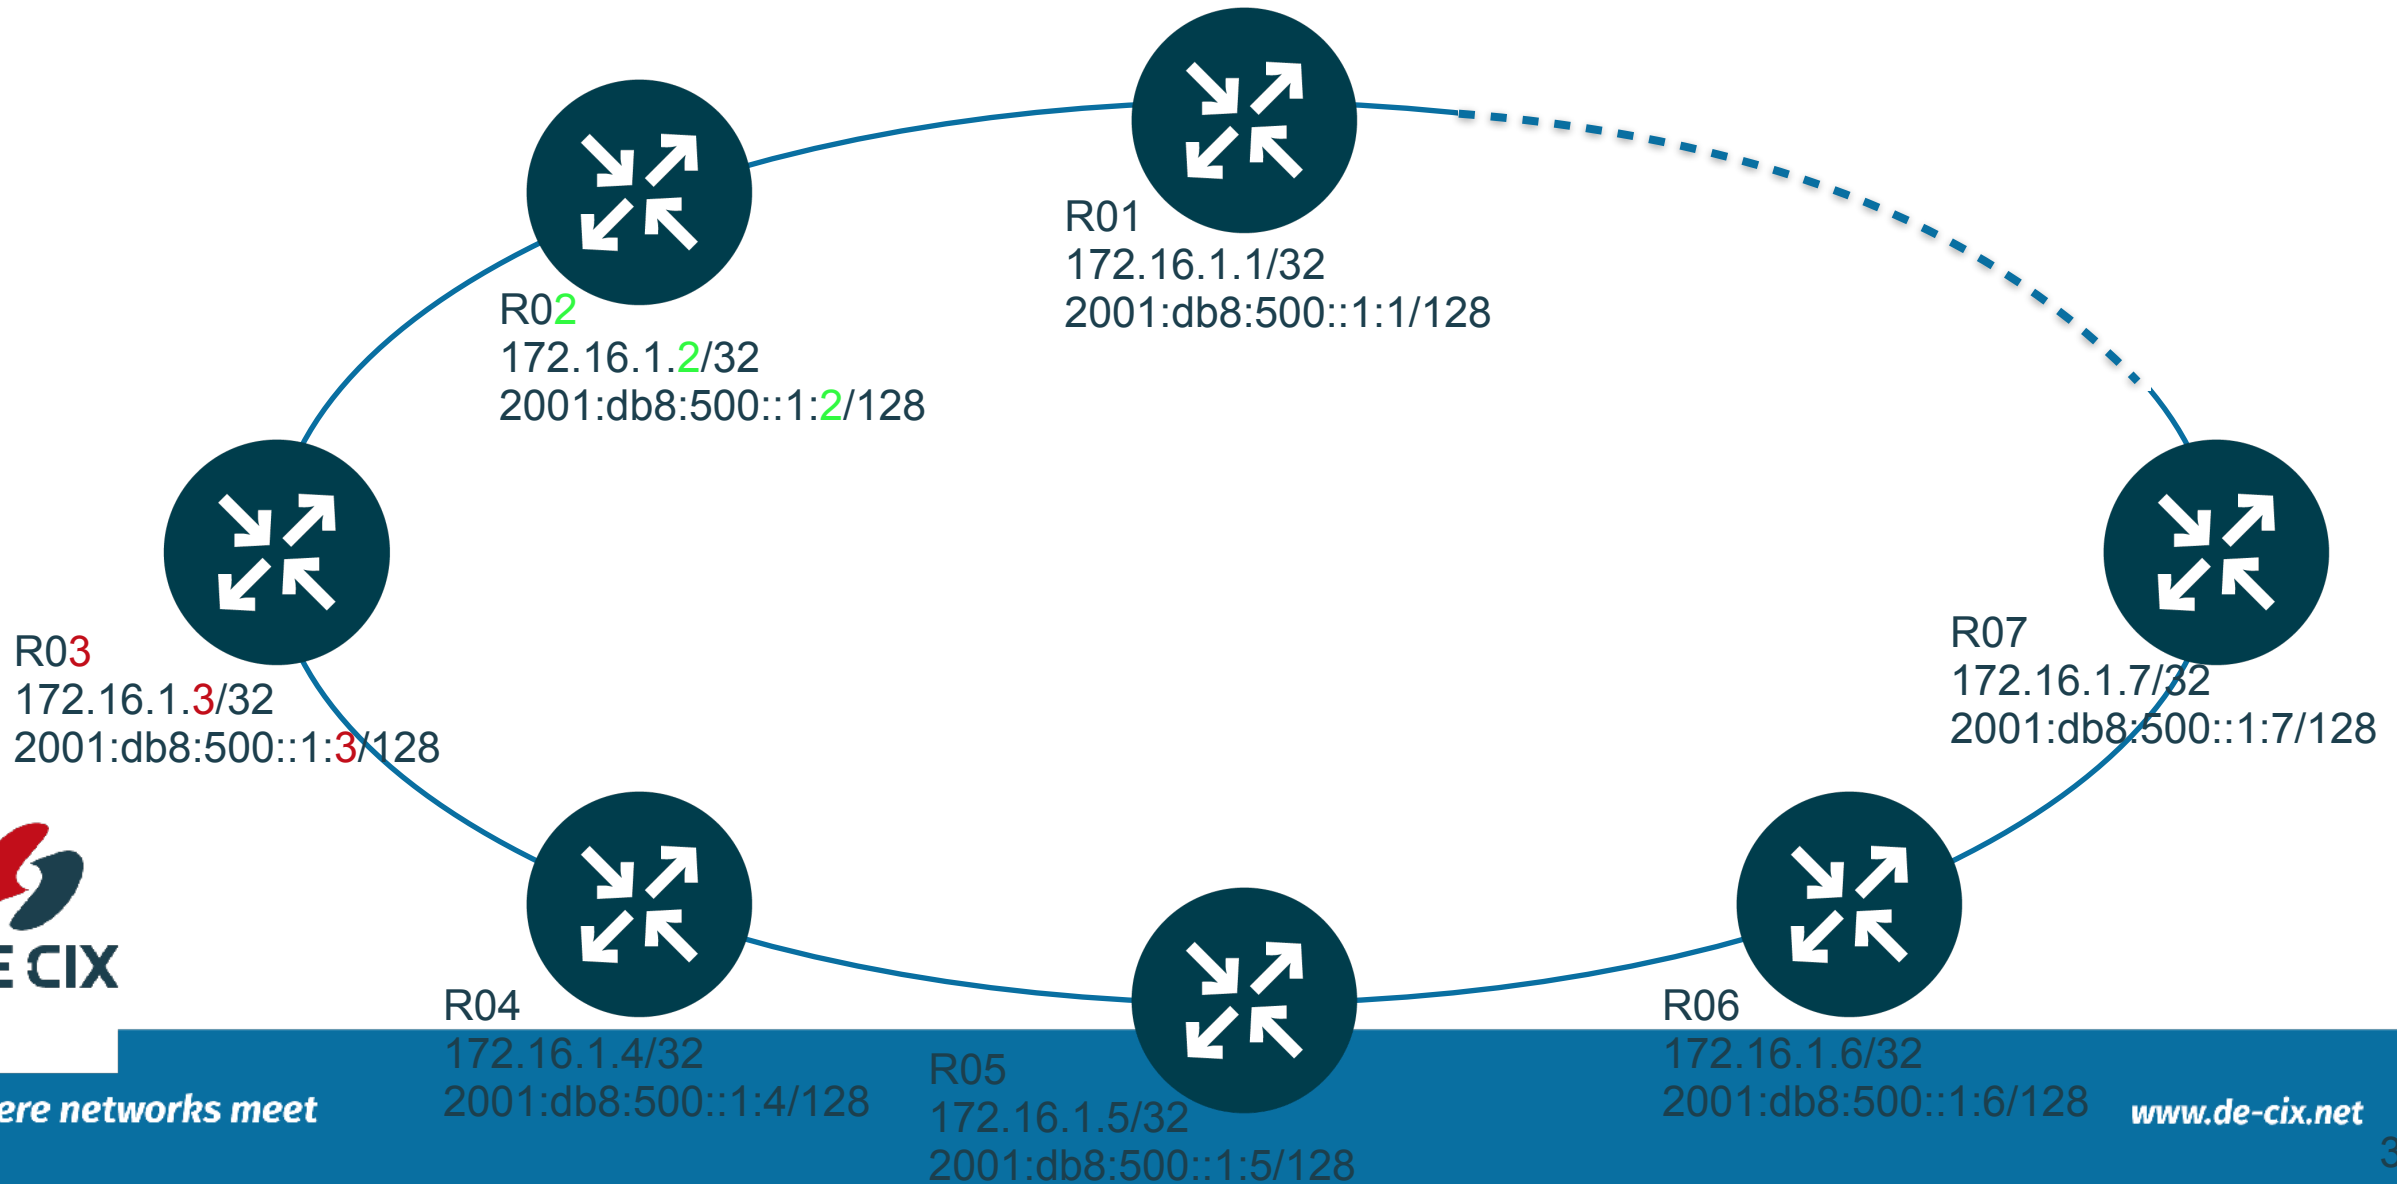 R01
172.16.1.1/32
2001:db8:500::1:1/128
R02
172.16.1.2/32
2001:db8:500::1:2/128
R03
172.16.1.3/32
2001:db8:500::1:3/128
R07
172.16.1.7/32
2001:db8:500::1:7/128
E CIX
R04
172.16.1.4/32
2001:db8:500::1:4/128
R05
172.16.1.5/32
2001:db8:500::1:5/128
R06
172.16.1.6/32
2001:db8:500::1:6/128
ere networks meet
www.de-cix.net
3